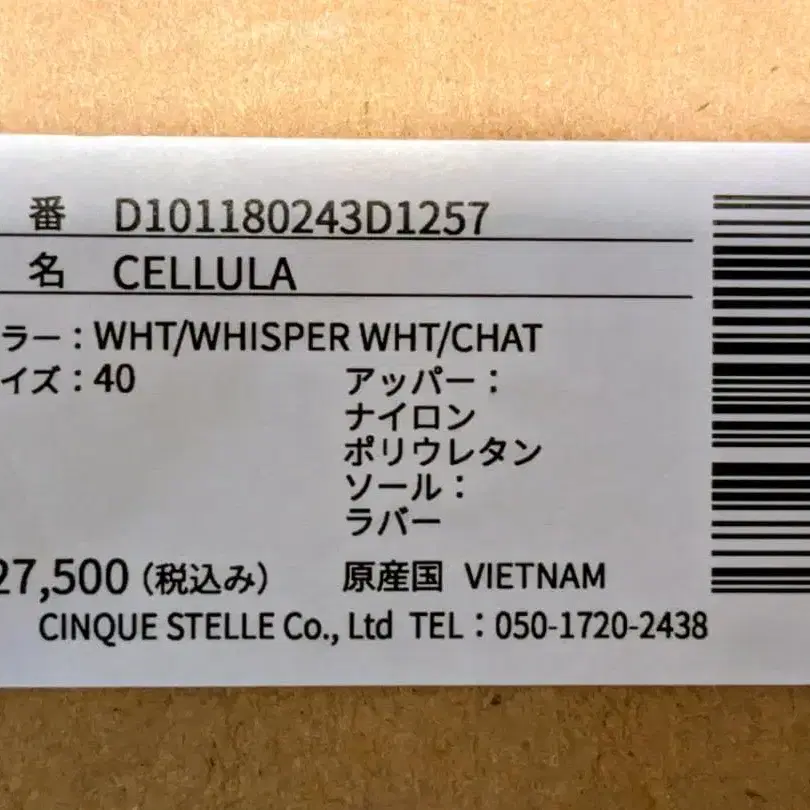 番 D101180243D1257
名 CELLULA
ラー：WHT/WHISPER WHT/CHAT
イズ：40
アッパー：
ナイロン
ポリウレタン
ソール：
ラバー
27,500（税込み） 原産国 VIETNAM
CINQUE STELLE Co., Ltd TEL：050-1720-2438